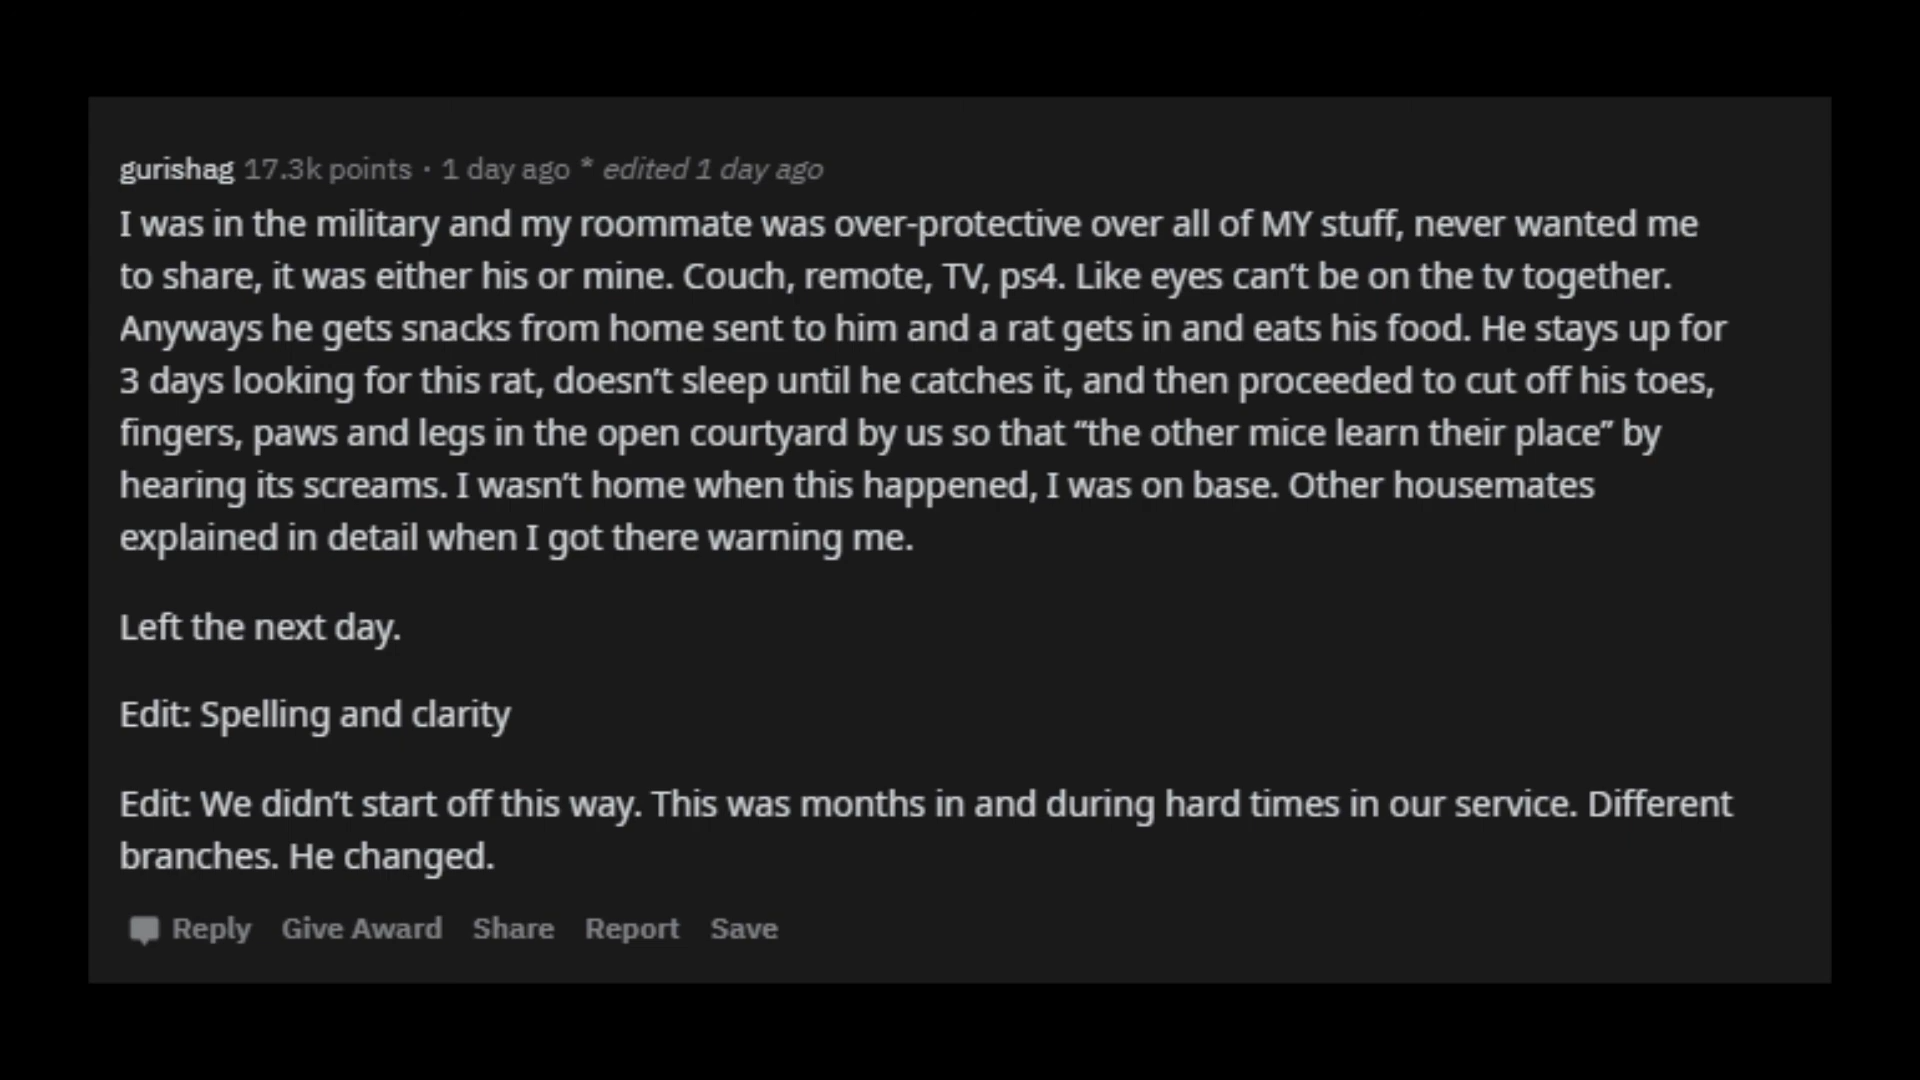 gurishag 17.3k points · 1 day ago * edited 1 day ago
I was in the military and my roommate was over-protective over all of MY stuff, never wanted me
to share, it was either his or mine. Couch, remote, TV, ps4. Like eyes can’t be on the tv together.
Anyways he gets snacks from home sent to him and a rat gets in and eats his food. He stays up for
3 days looking for this rat, doesn’t sleep until he catches it, and then proceeded to cut off his toes,
fingers, paws and legs in the open courtyard by us so that “the other mice learn their place” by
hearing its screams. I wasn’t home when this happened, I was on base. Other housemates
explained in detail when I got there warning me.
Left the next day.
Edit: Spelling and clarity
Edit: We didn’t start off this way. This was months in and during hard times in our service. Different
branches. He changed.
Reply Give Award Share Report Save